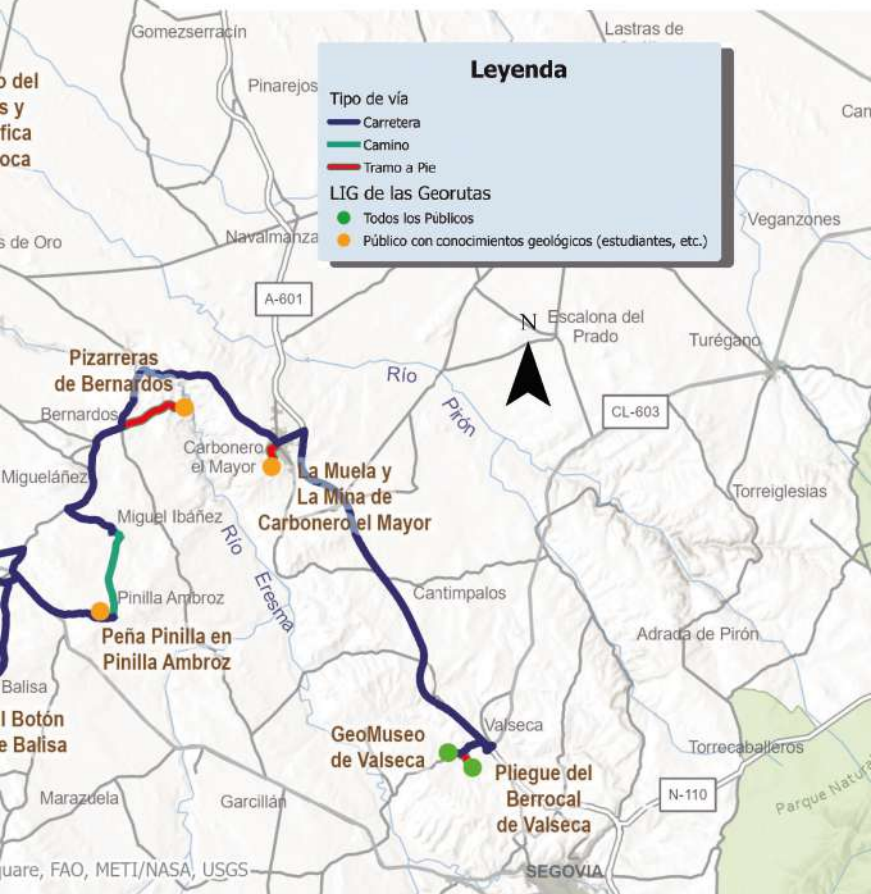 Gomezserracín
Lastras de
Leyenda
Tipo de vía
Carretera
Camino
Tramo a Pie
LIG de las Georutas
Todos los Públicos
Público con conocimientos geológicos (estudiantes, etc.)
Pinarejos
o del
s y
fica
oca
Can
Veganzones
s de Oro
Navalmanza
A-601
N
Escalona del
Prado
Turégano
Pizarreras
de Bernardos
Río
Pirón
CL-603
Bernardos
Carbonero
el Mayor
Migueláñez
La Muela y
La Mina de
Carbonero el Mayor
Torreiglesias
Miguel Ibáñez
Río
Eresma
Pinilla Ambroz
Cantimpalos
Peña Pinilla en
Pinilla Ambroz
Adrada de Pirón
Balisa
l Botón
e Balisa
GeoMuseo
de Valseca
Valseca
Torrecaballeros
Pliegue del
Berrocal
de Valseca
Marazuela
Garcillán
N-110
Parque Natural
quare, FAO, METI/NASA, USGS
SEGOVIA